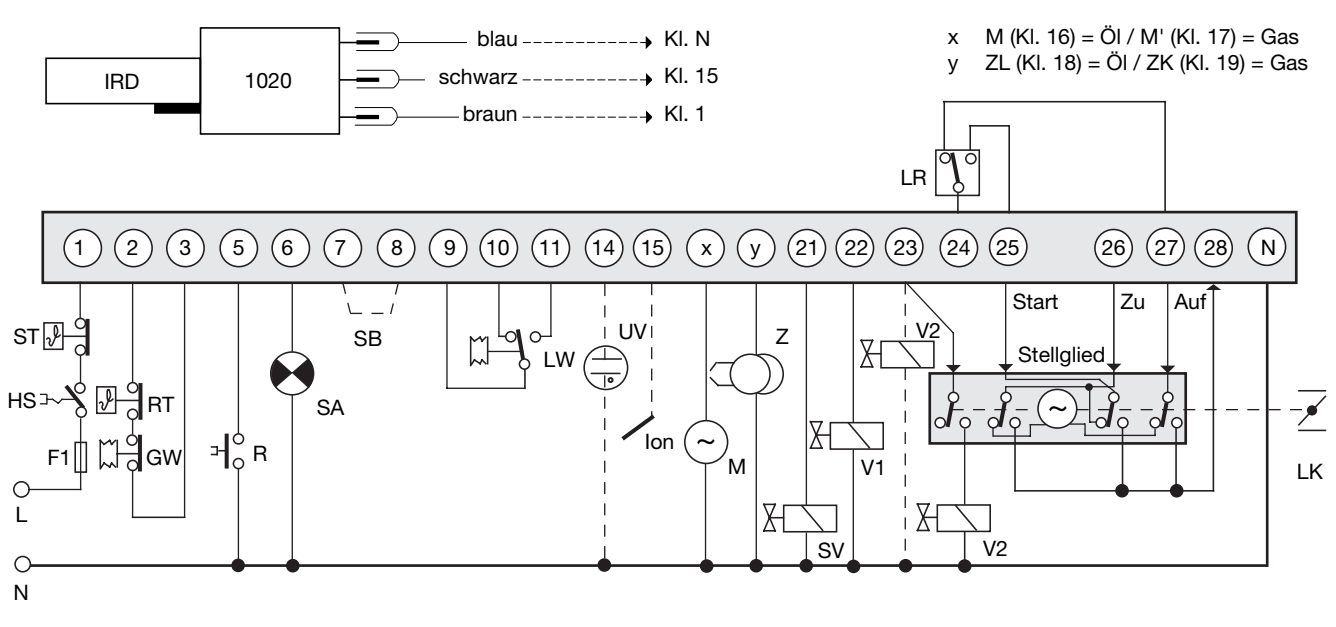 IRD
1020
blau
Kl. N
schwarz
Kl. 15
braun
Kl. 1
x M (Kl. 16) = Öl / M' (Kl. 17) = Gas
y ZL (Kl. 18) = Öl / ZK (Kl. 19) = Gas
LR
1 2 3 5 6 7 8 9 10 11 14 15 x y 21 22 23 24 25 26 27 28 N
Start
Zu
Auf
ST
SB
LW
UV
Z
V2
Stellglied
HS
RT
SA
F1
GW
R
Ion
M
V1
LK
L
SV
V2
N